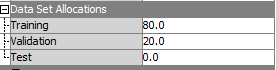 Data Set Allocations
Training 80.0
Validation 20.0
Test 0.0